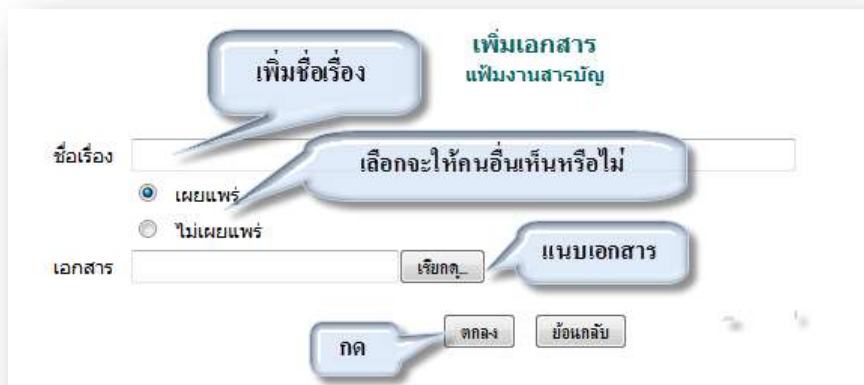 เพิ่มเอกสาร
แฟ้มงานสารบัญ
เพิ่มชื่อเรื่อง
ชื่อเรื่อง
เลือกจะให้คนอื่นเห็นหรือไม่
เผยแพร่
ไม่เผยแพร่
เอกสาร
เรียกดู...
แนบเอกสาร
กด
ตกลง
ย้อนกลับ